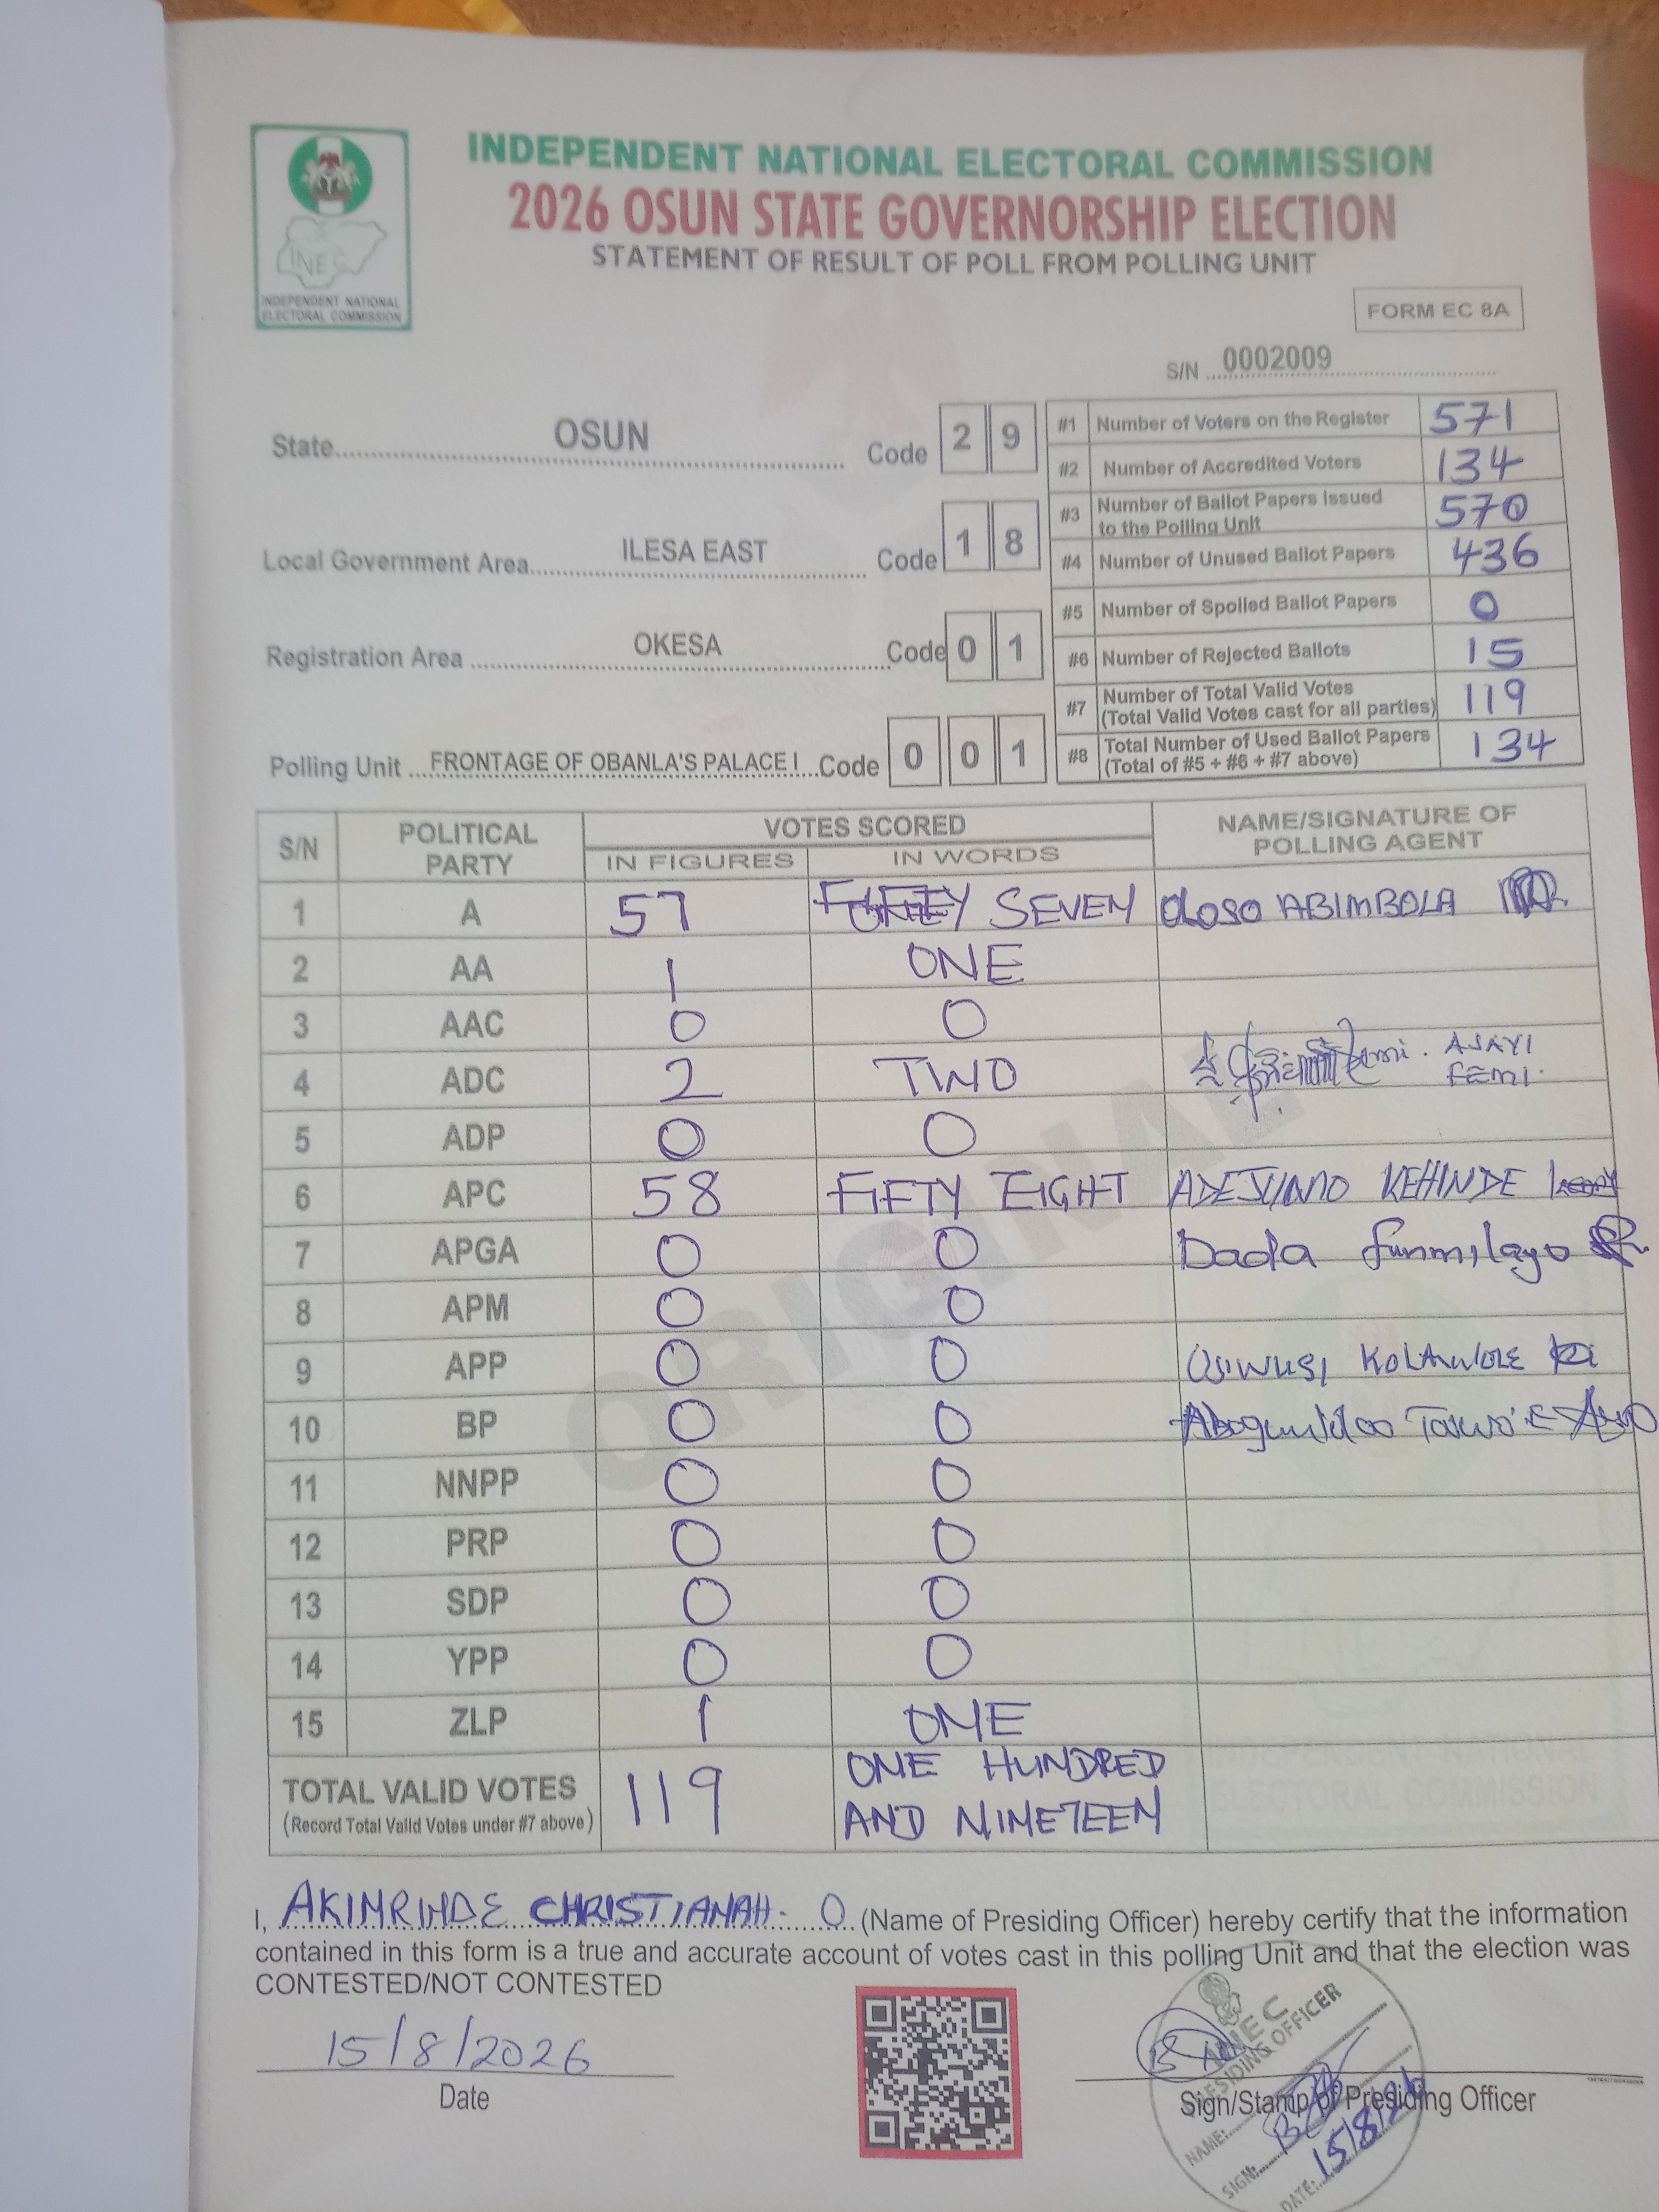 INDEPENDENT NATIONAL ELECTORAL COMMISSION
2026 OSUN STATE GOVERNORSHIP ELECTION
STATEMENT OF RESULT OF POLL FROM POLLING UNIT
INEC
INDEPENDENT NATIONAL
ELECTORAL COMMISSION
FORM EC 8A
S/N 0002009
State OSUN Code 2 9
Local Government Area ILESA EAST Code 1 8
Registration Area OKESA Code 0 1
Polling Unit FRONTAGE OF OBANLA'S PALACE I Code 0 0 1
#1 Number of Voters on the Register 571
#2 Number of Accredited Voters 134
#3 Number of Ballot Papers Issued
to the Polling Unit 570
#4 Number of Unused Ballot Papers 436
#5 Number of Spoiled Ballot Papers 0
#6 Number of Rejected Ballots 15
#7 Number of Total Valid Votes
(Total Valid Votes cast for all parties) 119
#8 Total Number of Used Ballot Papers
(Total of #5 + #6 + #7 above) 134
S/N POLITICAL PARTY VOTES SCORED NAME/SIGNATURE OF POLLING AGENT
IN FIGURES IN WORDS
1 A 57 SEVEN OLOSO ABIMBOLA
2 AA 1 ONE
3 AAC 0 0
4 ADC 2 TWO AJAYI FEMI.
5 ADP 0 0
6 APC 58 FIFTY EIGHT ADEJUMO KEHINDE
7 APGA 0 0 Dada funmilayo
8 APM 0 0
9 APP 0 0 KOLAWOLE
10 BP 0 0
11 NNPP 0 0
12 PRP 0 0
13 SDP 0 0
14 YPP 0 0
15 ZLP 1 ONE
TOTAL VALID VOTES
(Record Total Valid Votes under #7 above) 119 ONE HUNDRED AND NINETEEN
ORIGINAL
I, AKINRINDE CHRISTIANAH. O (Name of Presiding Officer) hereby certify that the information
contained in this form is a true and accurate account of votes cast in this polling Unit and that the election was
CONTESTED/NOT CONTESTED
15/8/2026
Date
Sign/Stamp of Presiding Officer
INEC
PRESIDING OFFICER
NAME:
SIGN:
DATE: 15/8/26